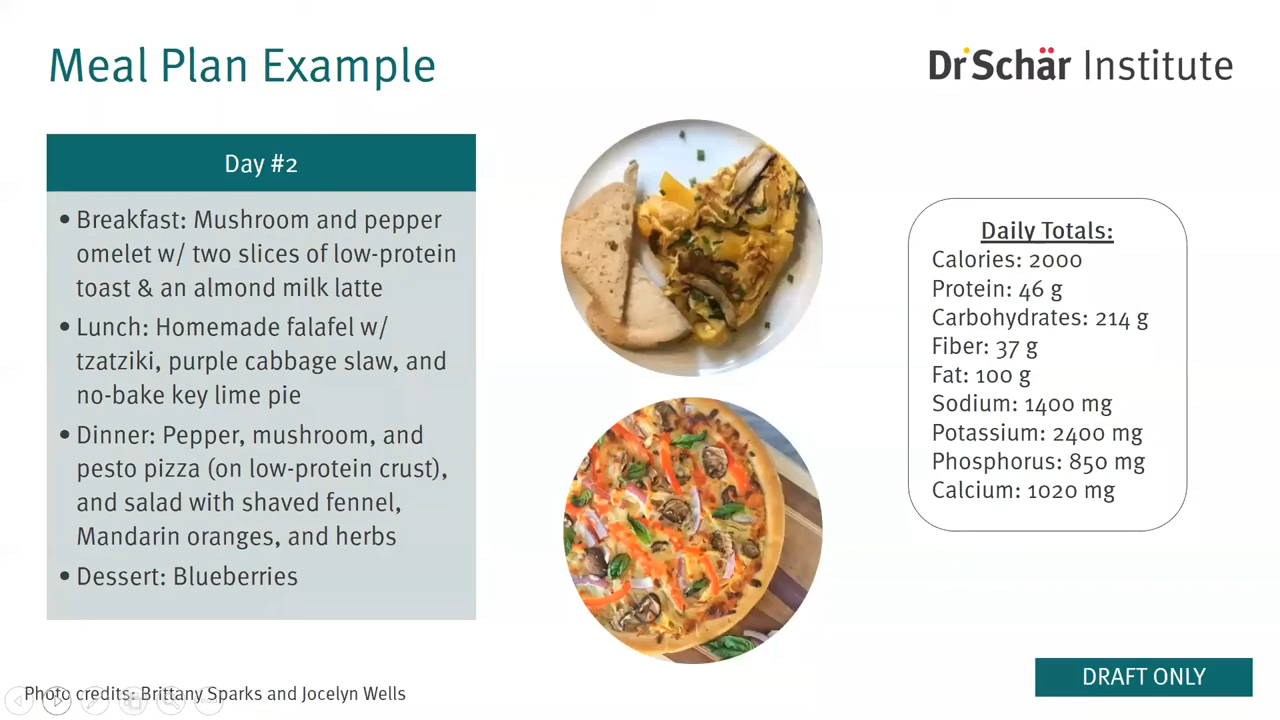 Meal Plan Example
Dr Schär Institute
Day #2
• Breakfast: Mushroom and pepper
omelet w/ two slices of low-protein
toast & an almond milk latte
• Lunch: Homemade falafel w/
tzatziki, purple cabbage slaw, and
no-bake key lime pie
• Dinner: Pepper, mushroom, and
pesto pizza (on low-protein crust),
and salad with shaved fennel,
Mandarin oranges, and herbs
• Dessert: Blueberries
Daily Totals:
Calories: 2000
Protein: 46 g
Carbohydrates: 214 g
Fiber: 37 g
Fat: 100 g
Sodium: 1400 mg
Potassium: 2400 mg
Phosphorus: 850 mg
Calcium: 1020 mg
Photo credits: Brittany Sparks and Jocelyn Wells
DRAFT ONLY